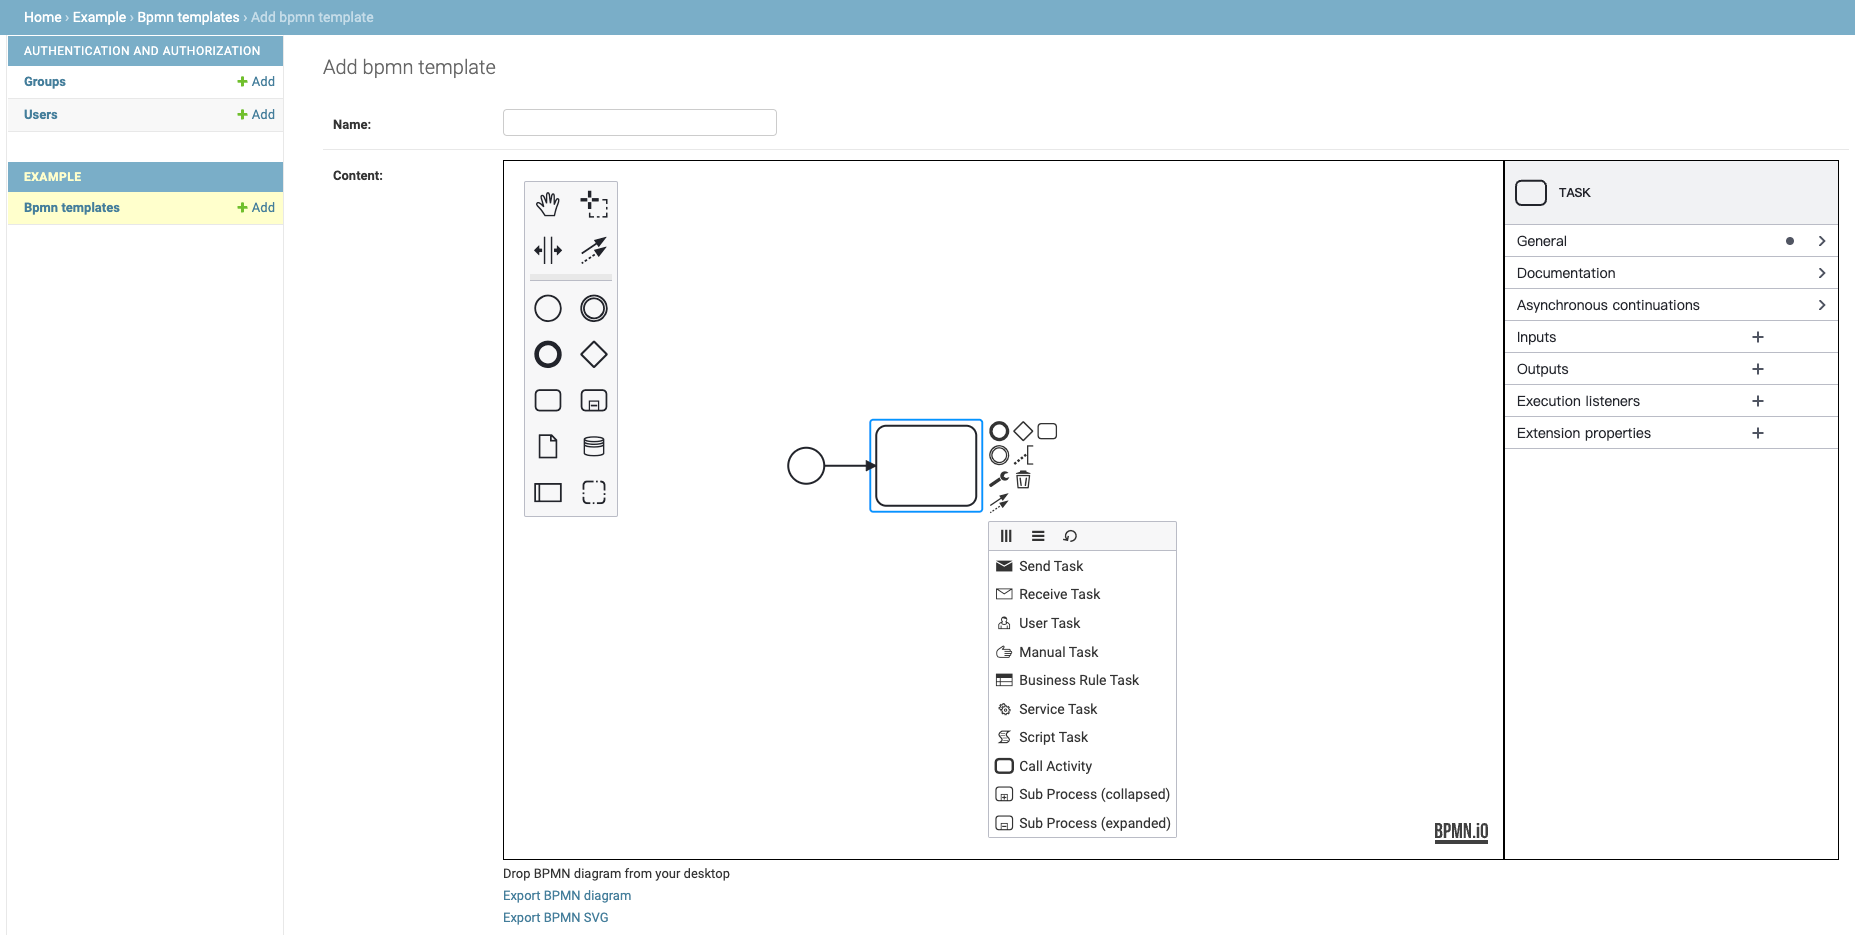 Home › Example › Bpmn templates › Add bpmn template
AUTHENTICATION AND AUTHORIZATION
Groups
Add
Users
Add
EXAMPLE
Bpmn templates
Add
Add bpmn template
Name:
Content:
Send Task
Receive Task
User Task
Manual Task
Business Rule Task
Service Task
Script Task
Call Activity
Sub Process (collapsed)
Sub Process (expanded)
BPMN.iO
TASK
General
Documentation
Asynchronous continuations
Inputs
Outputs
Execution listeners
Extension properties
Drop BPMN diagram from your desktop
Export BPMN diagram
Export BPMN SVG